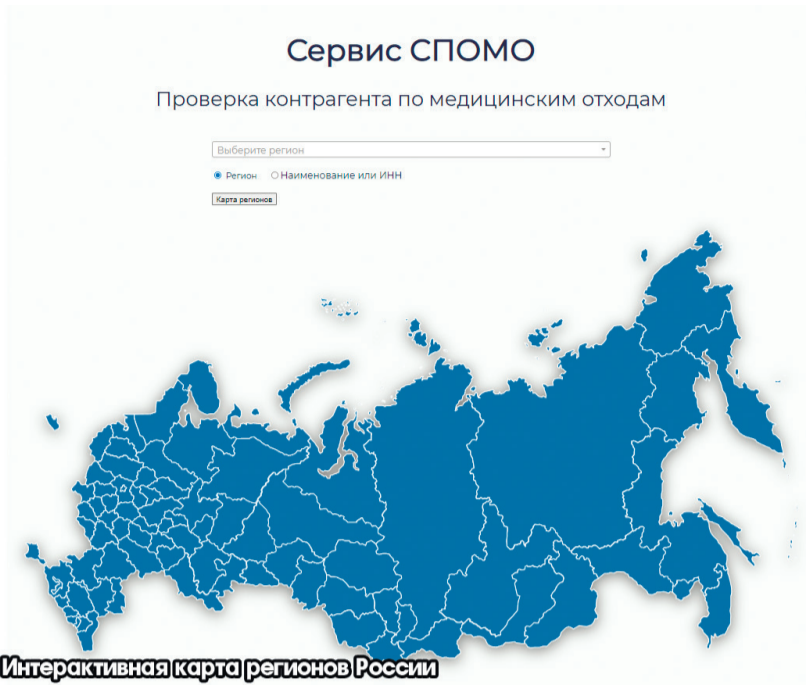 Сервис СПОМО
Проверка контрагента по медицинским отходам
Выберите регион
Регион Наименование или ИНН
Карта регионов
Интерактивная карта регионов России